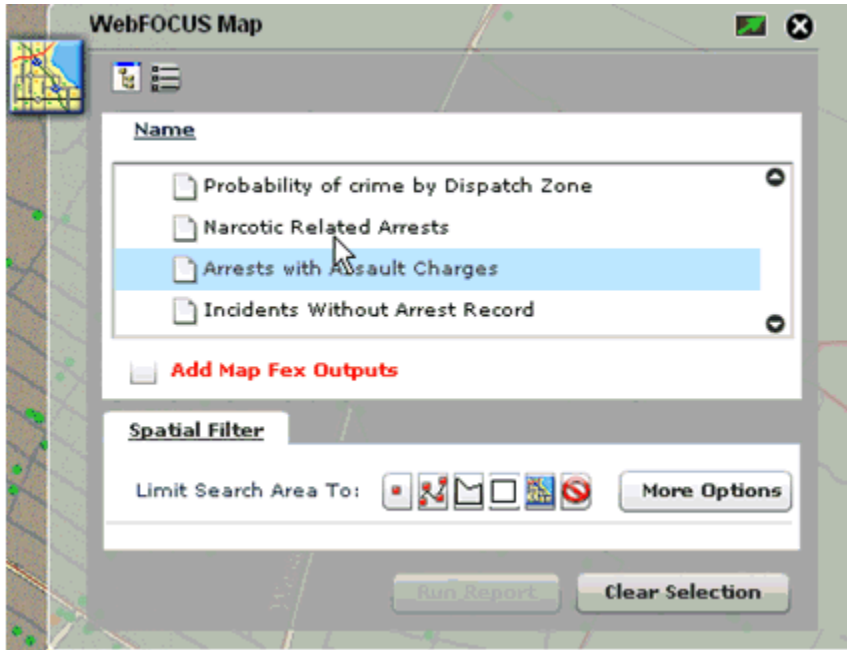 WebFOCUS Map
Name
Probability of crime by Dispatch Zone
Narcotic Related Arrests
Arrests with Assault Charges
Incidents Without Arrest Record
Add Map Fex Outputs
Spatial Filter
Limit Search Area To: More Options
Run Report Clear Selection